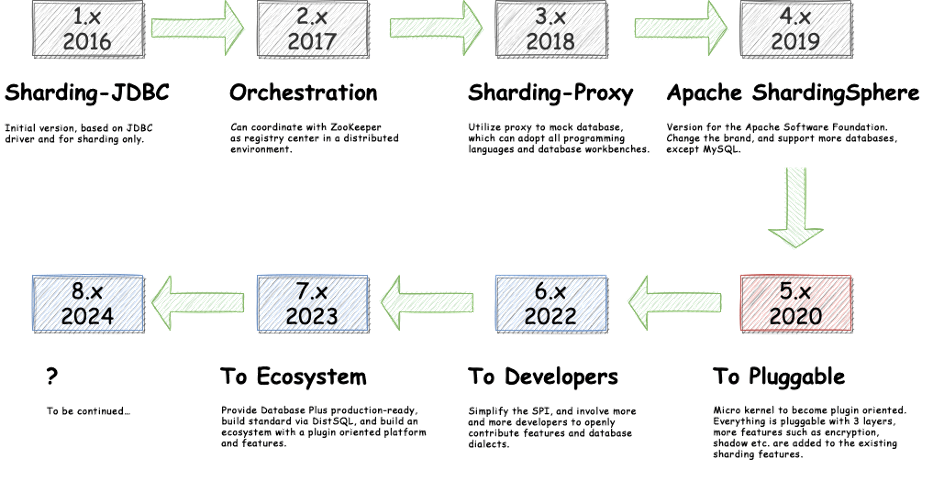 1.x
2016
2.x
2017
3.x
2018
4.x
2019
Sharding-JDBC
Orchestration
Sharding-Proxy
Apache ShardingSphere
Initial version, based on JDBC
driver and for sharding only.
Can coordinate with ZooKeeper
as registry center in a distributed
environment.
Utilize proxy to mock database,
which can adopt all programming
languages and database workbenches.
Version for the Apache Software Foundation.
Change the brand, and support more databases,
except MySQL.
8.x
2024
7.x
2023
6.x
2022
5.x
2020
?
To Ecosystem
To Developers
To Pluggable
To be continued...
Provide Database Plus production-ready,
build standard via DistSQL, and build an
ecosystem with a plugin oriented platform
and features.
Simplify the SPI, and involve more
and more developers to openly
contribute features and database
dialects.
Micro kernel to become plugin oriented.
Everything is pluggable with 3 layers,
more features such as encryption,
shadow etc. are added to the existing
sharding features.